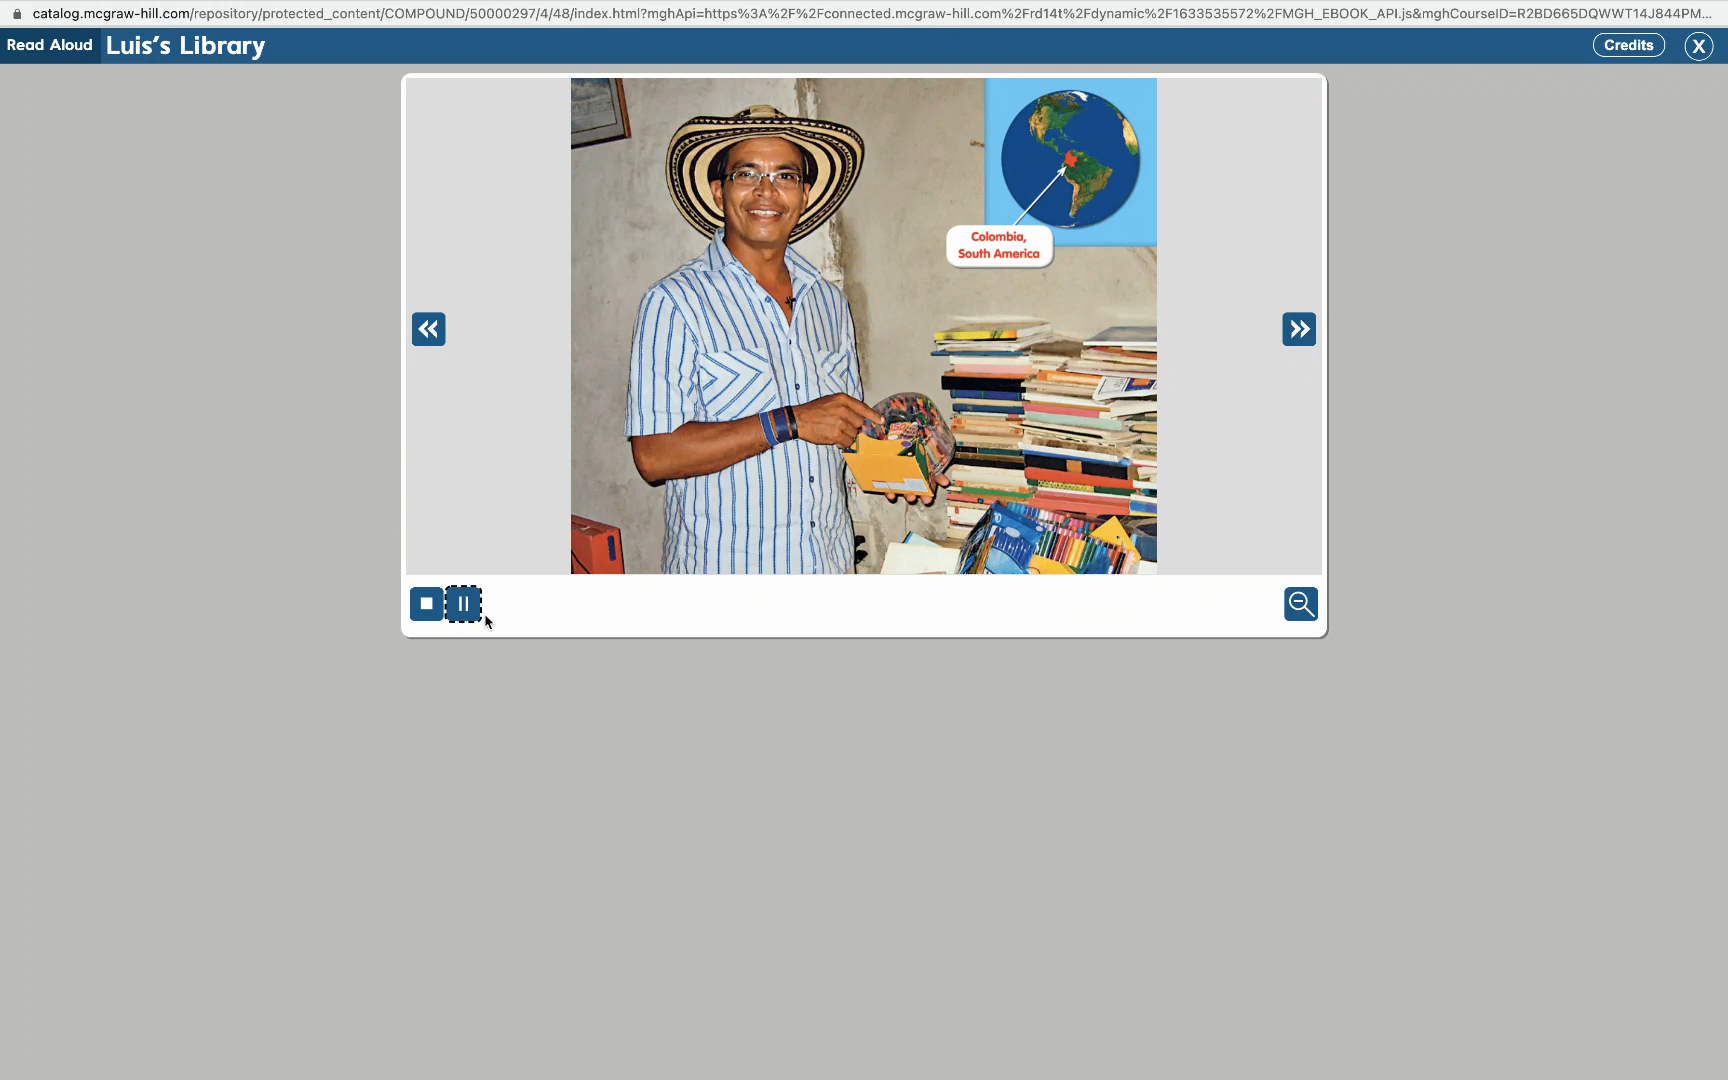 catalog.mcgraw-hill.com/repository/protected_content/COMPOUND/50000297/4/48/index.html?mghApi=https%3A%2F%2Fconnected.mcgraw-hill.com%2Frd14t%2Fdynamic%2F1633535572%2FMGH_EBOOK_API.js&mghCourseID=R2BD665DQWWT14J844PM...
Read Aloud Luis's Library Credits X
Colombia,
South America